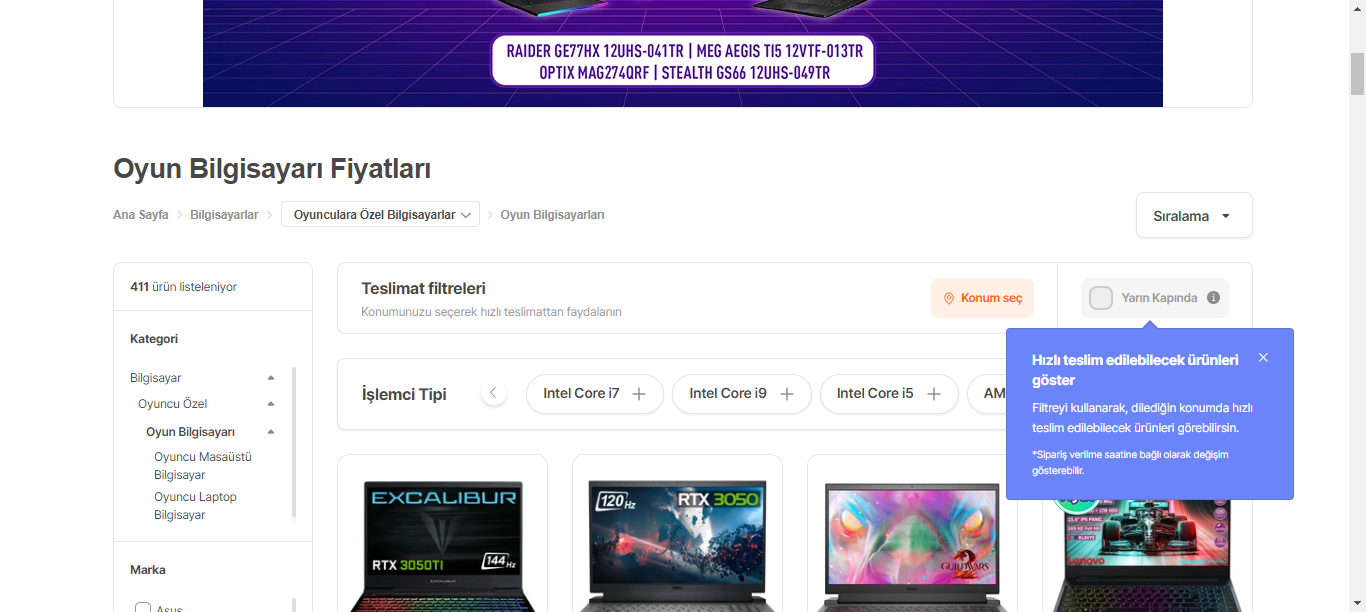 RAIDER GE77HX 12UHS-041TR | MEG AEGIS TI5 12VTF-013TR
OPTIX MAG274QRF | STEALTH GS66 12UHS-049TR
Oyun Bilgisayarı Fiyatları
Ana Sayfa Bilgisayarlar Oyunculara Özel Bilgisayarlar Oyun Bilgisayarları
Sıralama
411 ürün listeleniyor
Kategori
Bilgisayar
Oyuncu Özel
Oyun Bilgisayarı
Oyuncu Masaüstü
Bilgisayar
Oyuncu Laptop
Bilgisayar
Marka
Asus
Teslimat filtreleri
Konumunuzu seçerek hızlı teslimattan faydalanın
Konum seç
Yarın Kapında
Hızlı teslim edilebilecek ürünleri
göster
Filtreyi kullanarak, dilediğin konumda hızlı
teslim edilebilecek ürünleri görebilirsin.
*Sipariş verilme saatine bağlı olarak değişim
gösterebilir.
İşlemci Tipi
Intel Core i7
Intel Core i9
Intel Core i5
AM
EXCALIBUR
RTX 3050TI
144Hz
EXCALIBUR
120Hz
RTX 3050
GUILD WARS 2
15.6" IPS PANEL
Lenovo